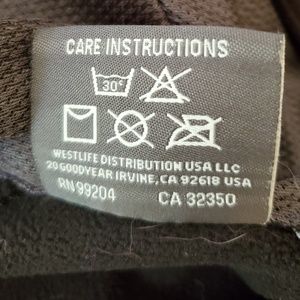 CARE INSTRUCTIONS
30°
WESTLIFE DISTRIBUTION USA LLC
20 GOODYEAR IRVINE, CA 92618 USA
RN 99204 CA 32350